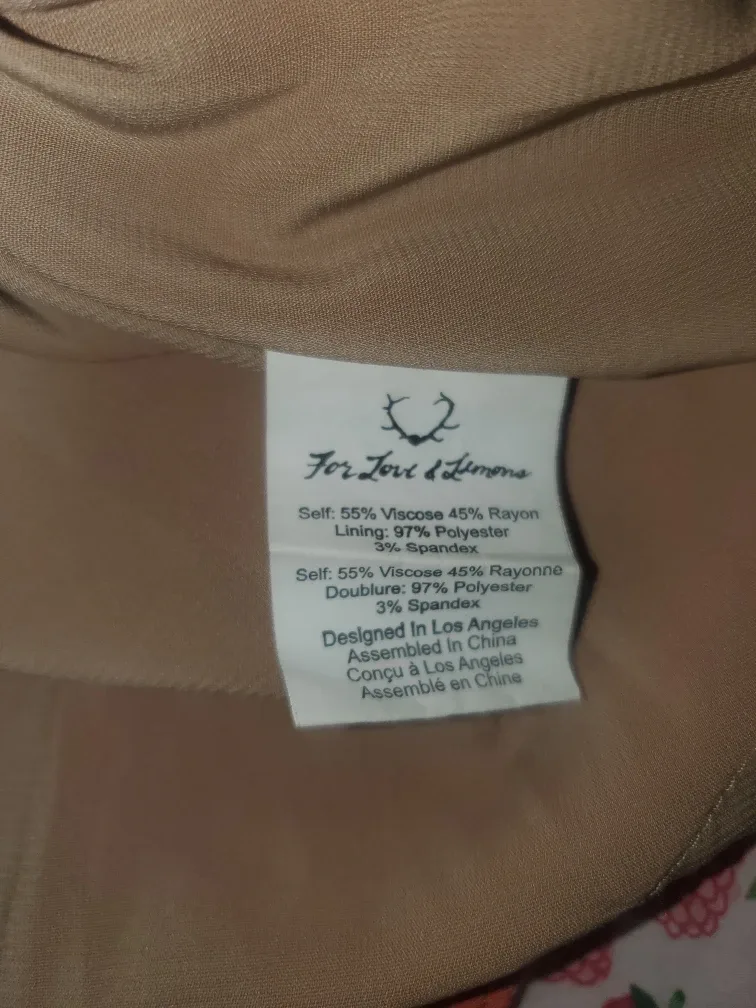 For Love & Lemons
Self: 55% Viscose 45% Rayon
Lining: 97% Polyester
3% Spandex
Self: 55% Viscose 45% Rayonne
Doublure: 97% Polyester
3% Spandex
Designed In Los Angeles
Assembled In China
Conçu à Los Angeles
Assemblé en Chine